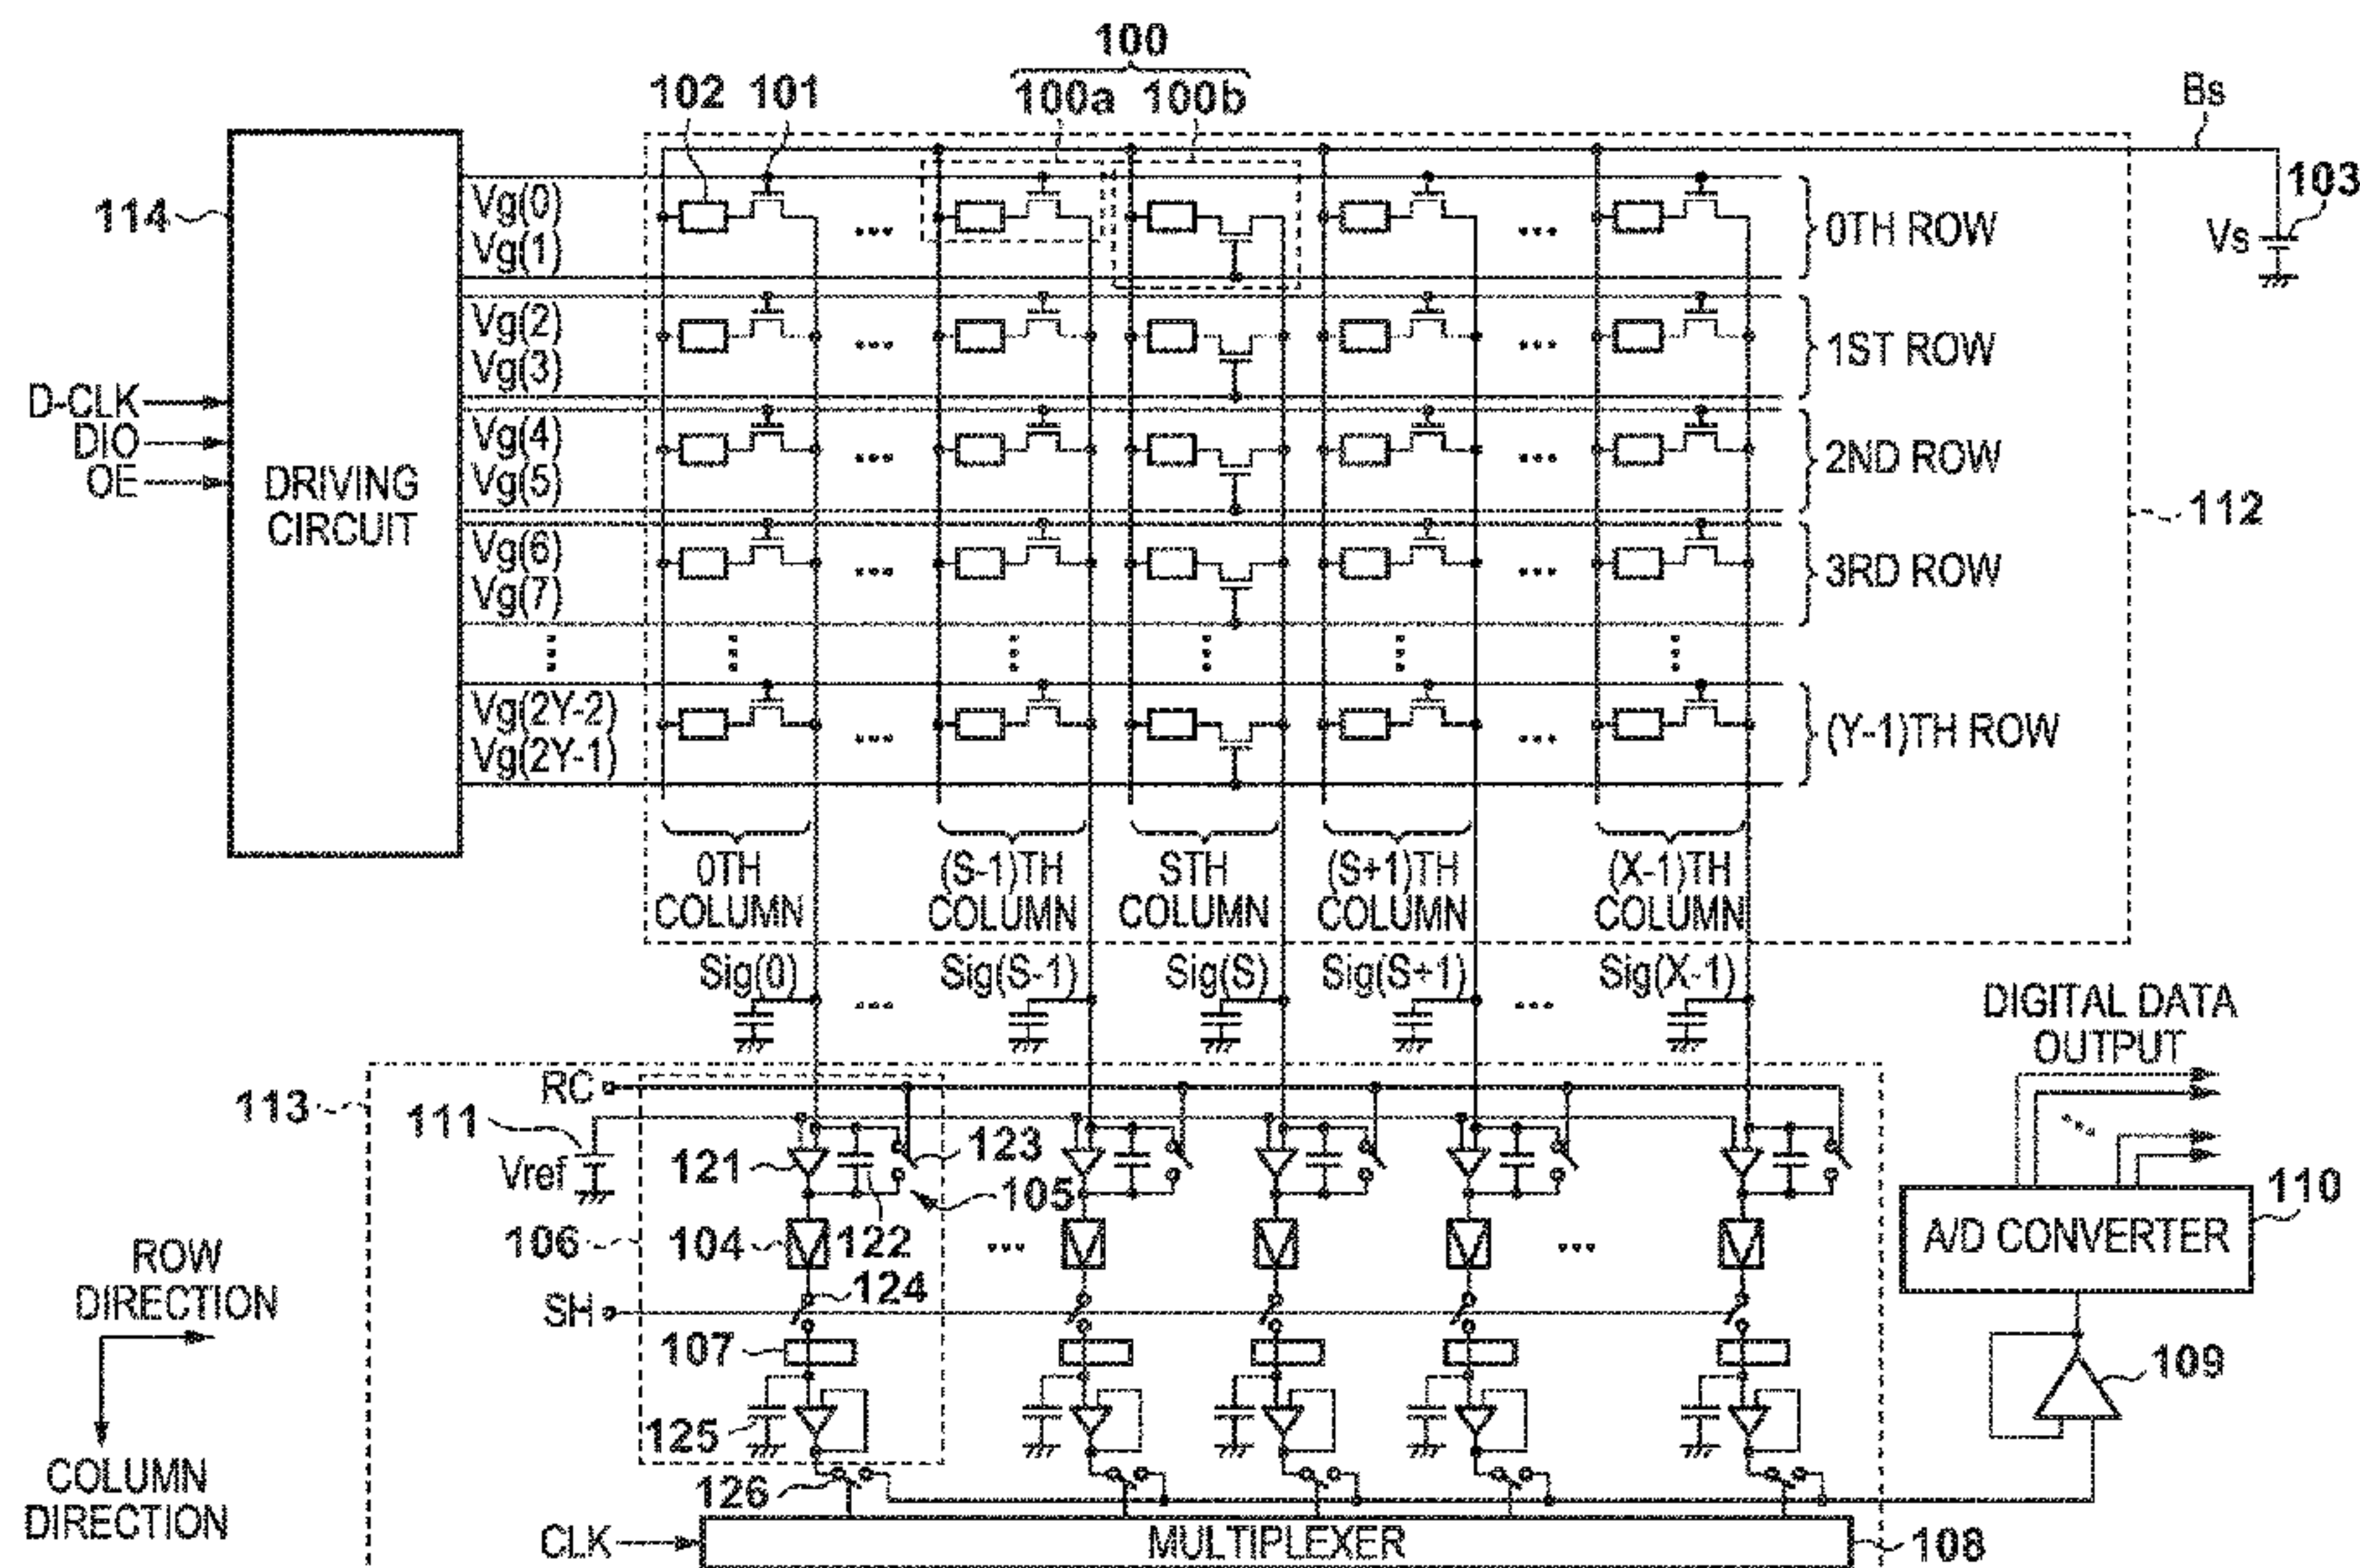 100
102 101 100a 100b
Bs
103
114
Vg(0)
Vg(1)
0TH ROW
Vs
Vg(2)
Vg(3)
1ST ROW
D-CLK
DIO
OE
Vg(4)
Vg(5)
2ND ROW
DRIVING
CIRCUIT
112
Vg(6)
Vg(7)
3RD ROW
Vg(2Y-2)
Vg(2Y-1)
(Y-1)TH ROW
0TH
COLUMN
(S-1)TH
COLUMN
STH
COLUMN
(S+1)TH
COLUMN
(X-1)TH
COLUMN
Sig(0) Sig(S-1) Sig(S) Sig(S+1) Sig(X-1)
DIGITAL DATA
OUTPUT
113
RC
111
Vref
121
123
105
110
A/D CONVERTER
106
104
122
ROW
DIRECTION
124
SH
107
109
125
COLUMN
DIRECTION
126
CLK
MULTIPLEXER
108